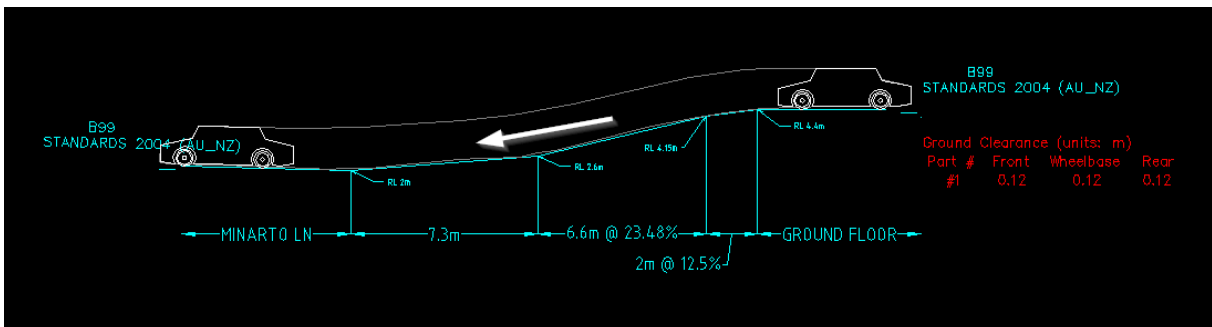 B99
STANDARDS 2004 (AU_NZ)
B99
STANDARDS 2004 (AU_NZ)
RL 4.4m
RL 4.15m
RL 2.6m
RL 2m
Ground Clearance (units: m)
Part # Front Wheelbase Rear
#1 0.12 0.12 0.12
MINARTO LN 7.3m 6.6m @ 23.48% GROUND FLOOR
2m @ 12.5%